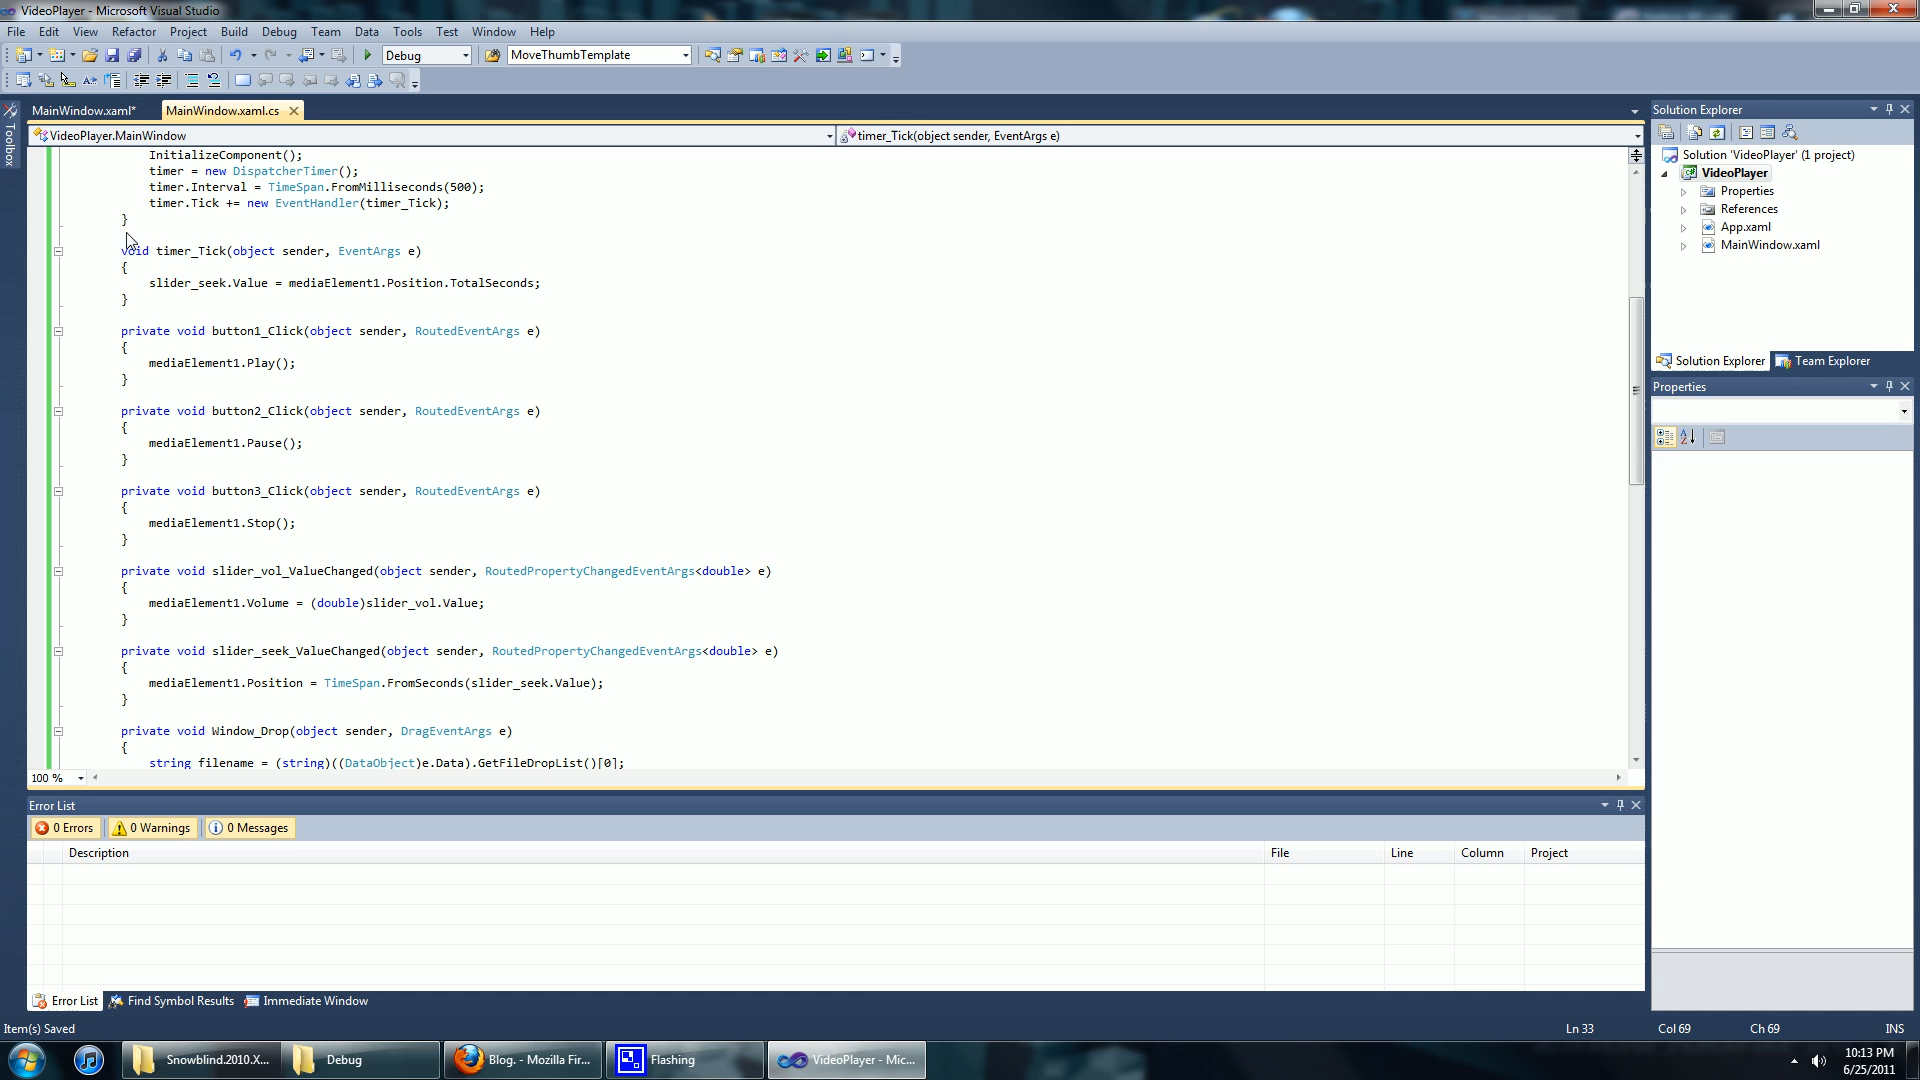 VideoPlayer - Microsoft Visual Studio
File Edit View Refactor Project Build Debug Team Data Tools Test Window Help
Debug MoveThumbTemplate
MainWindow.xaml* MainWindow.xaml.cs
VideoPlayer.MainWindow timer_Tick(object sender, EventArgs e)
Toolbox
InitializeComponent();
timer = new DispatcherTimer();
timer.Interval = TimeSpan.FromMilliseconds(500);
timer.Tick += new EventHandler(timer_Tick);
}
void timer_Tick(object sender, EventArgs e)
{
slider_seek.Value = mediaElement1.Position.TotalSeconds;
}
private void button1_Click(object sender, RoutedEventArgs e)
{
mediaElement1.Play();
}
private void button2_Click(object sender, RoutedEventArgs e)
{
mediaElement1.Pause();
}
private void button3_Click(object sender, RoutedEventArgs e)
{
mediaElement1.Stop();
}
private void slider_vol_ValueChanged(object sender, RoutedPropertyChangedEventArgs<double> e)
{
mediaElement1.Volume = (double)slider_vol.Value;
}
private void slider_seek_ValueChanged(object sender, RoutedPropertyChangedEventArgs<double> e)
{
mediaElement1.Position = TimeSpan.FromSeconds(slider_seek.Value);
}
private void Window_Drop(object sender, DragEventArgs e)
{
string filename = (string)((DataObject)e.Data).GetFileDropList()[0];
100 %
Solution Explorer
Solution 'VideoPlayer' (1 project)
VideoPlayer
Properties
References
App.xaml
MainWindow.xaml
Solution Explorer Team Explorer
Properties
Error List
0 Errors 0 Warnings 0 Messages
Description File Line Column Project
Error List Find Symbol Results Immediate Window
Item(s) Saved Ln 33 Col 69 Ch 69 INS
Snowblind.2010.X... Debug Blog. - Mozilla Fir... Flashing VideoPlayer - Mic...
10:13 PM
6/25/2011